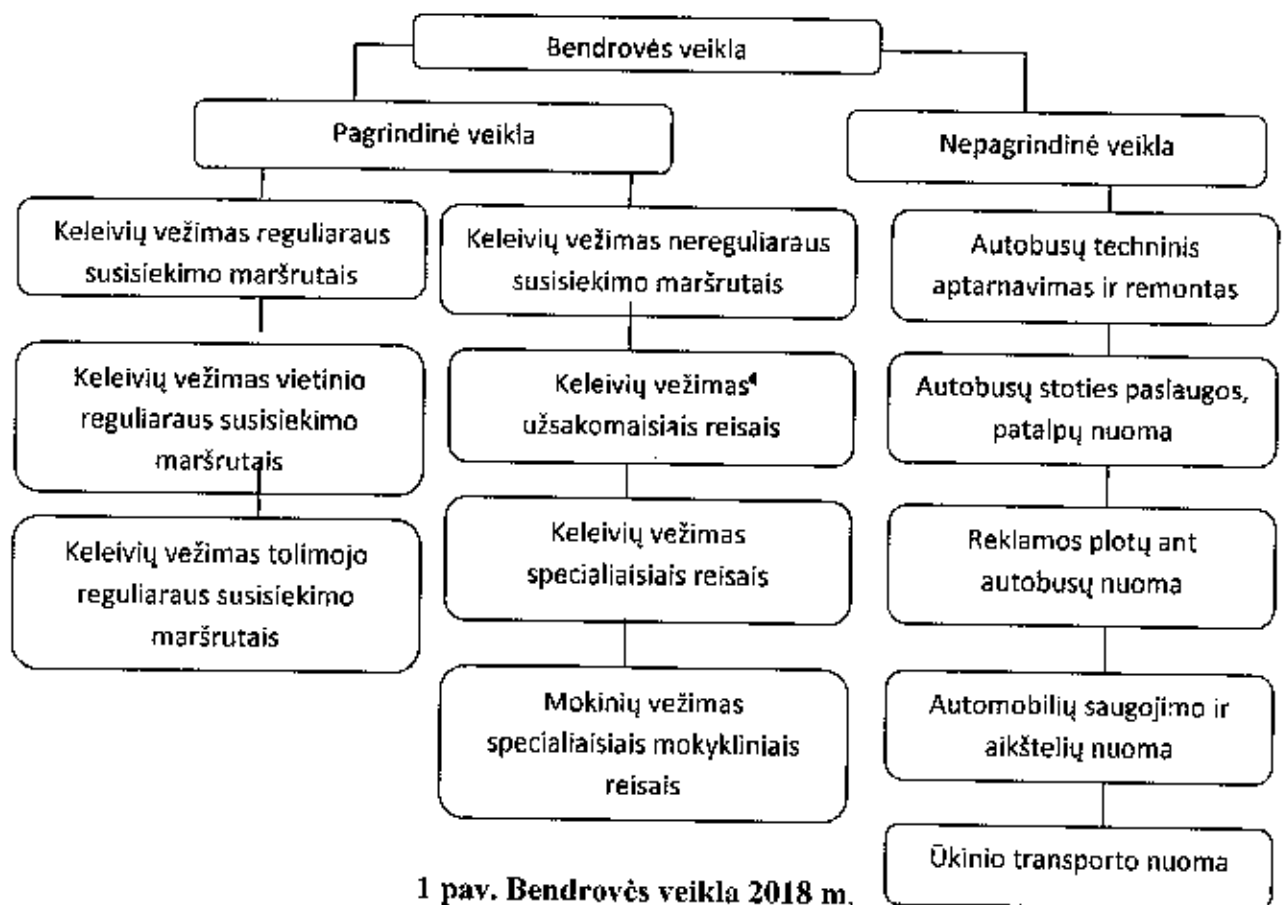 Bendrovės veikla
Pagrindinė veikla
Nepagrindinė veikla
Keleivių vežimas reguliaraus
susisiekimo maršrutais
Keleivių vežimas vietinio
reguliaraus susisiekimo
maršrutais
Keleivių vežimas tolimojo
reguliaraus susisiekimo
maršrutais
Keleivių vežimas nereguliaraus
susisiekimo maršrutais
Keleivių vežimas
užsakomaisiais reisais
Keleivių vežimas
specialiaisiais reisais
Mokinių vežimas
specialiaisiais mokykliniais
reisais
Autobusų techninis
aptarnavimas ir remontas
Autobusų stoties paslaugos,
patalpų nuoma
Reklamos plotų ant
autobusų nuoma
Automobilių saugojimo ir
aikštelių nuoma
Ūkinio transporto nuoma
1 pav. Bendrovės veikla 2018 m.